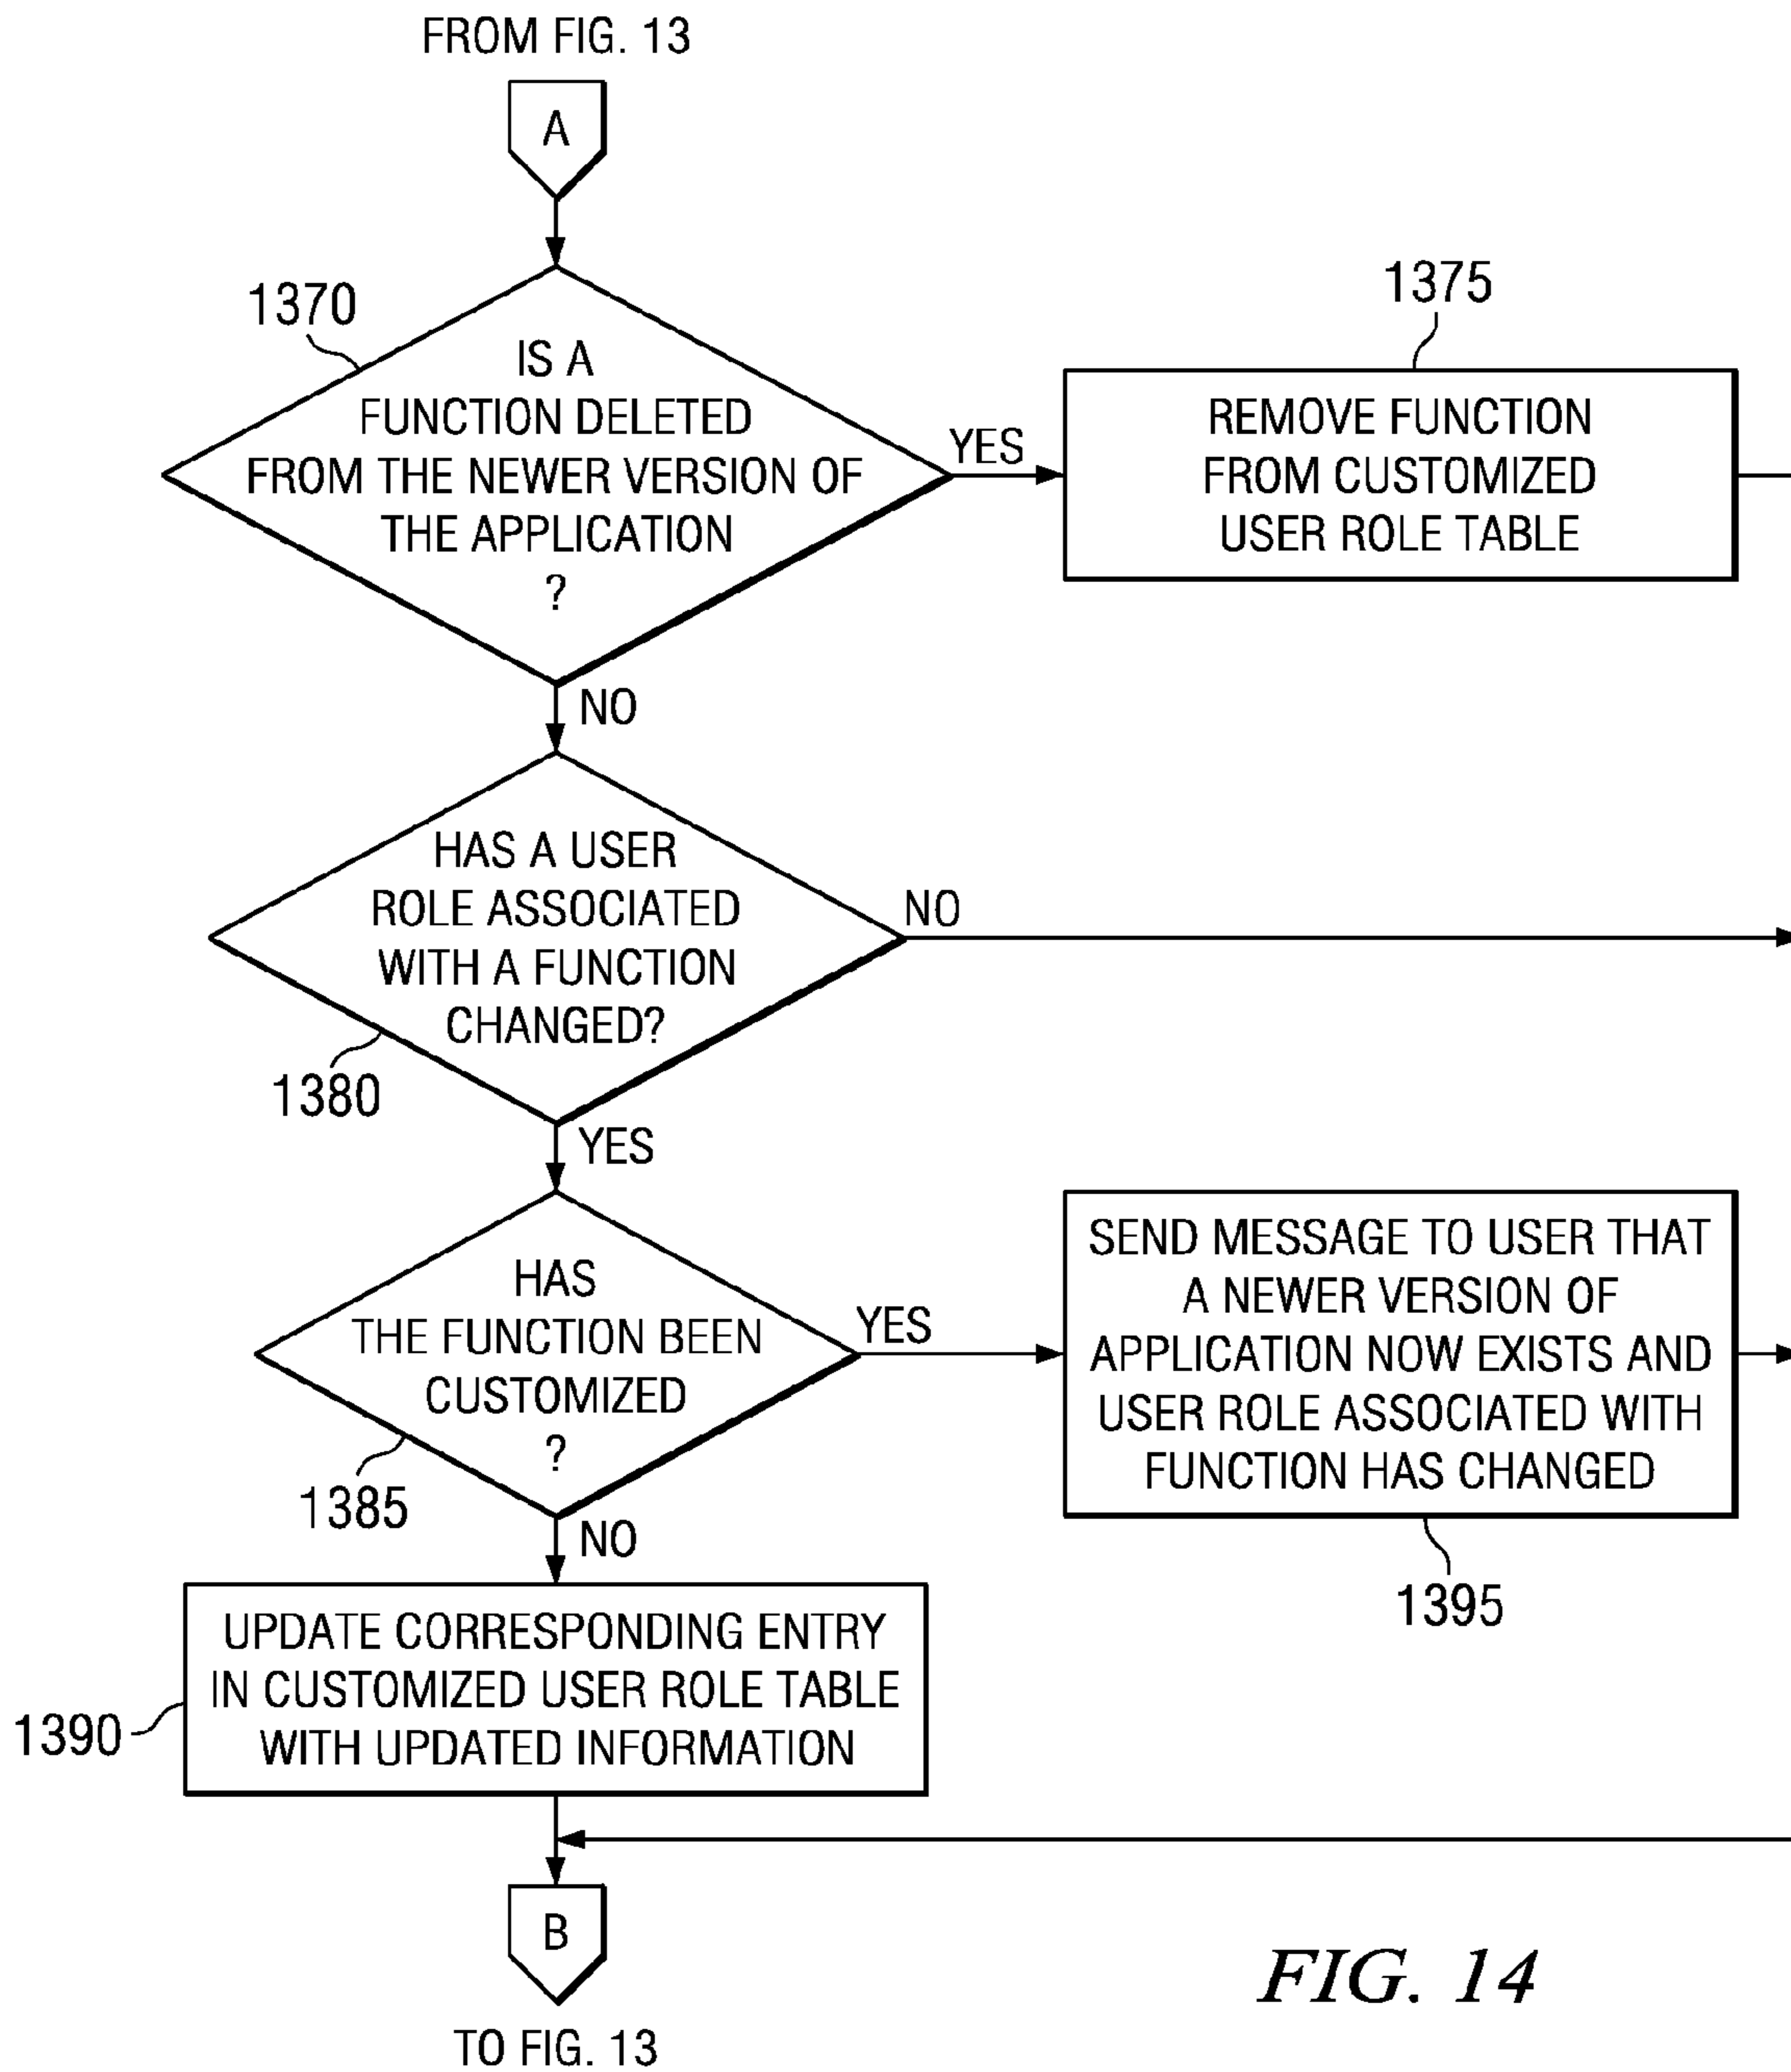 FROM FIG. 13
A
1370
IS A
FUNCTION DELETED
FROM THE NEWER VERSION OF
THE APPLICATION
?
YES
1375
REMOVE FUNCTION
FROM CUSTOMIZED
USER ROLE TABLE
NO
HAS A USER
ROLE ASSOCIATED
WITH A FUNCTION
CHANGED?
NO
1380
YES
HAS
THE FUNCTION BEEN
CUSTOMIZED
?
YES
1385
SEND MESSAGE TO USER THAT
A NEWER VERSION OF
APPLICATION NOW EXISTS AND
USER ROLE ASSOCIATED WITH
FUNCTION HAS CHANGED
1395
NO
UPDATE CORRESPONDING ENTRY
IN CUSTOMIZED USER ROLE TABLE
WITH UPDATED INFORMATION
1390
B
TO FIG. 13
FIG. 14